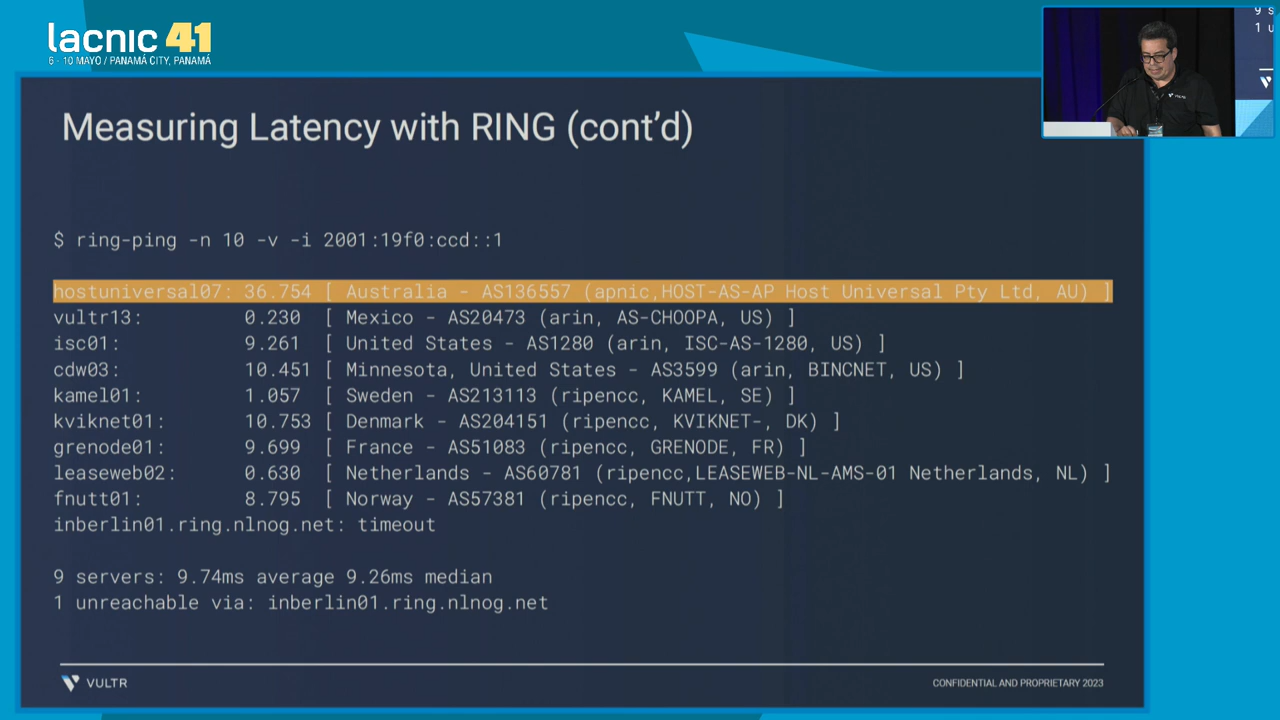 lacnic 41
6 - 10 MAYO / PANAMÁ CITY, PANAMÁ
9 s
1 u
VULTR
Measuring Latency with RING (cont’d)
$ ring-ping -n 10 -v -i 2001:19f0:ccd::1
hostuniversal07: 36.754 [ Australia - AS136557 (apnic,HOST-AS-AP Host Universal Pty Ltd, AU) ]
vultr13: 0.230 [ Mexico - AS20473 (arin, AS-CHOOPA, US) ]
isc01: 9.261 [ United States - AS1280 (arin, ISC-AS-1280, US) ]
cdw03: 10.451 [ Minnesota, United States - AS3599 (arin, BINCNET, US) ]
kamel01: 1.057 [ Sweden - AS213113 (ripencc, KAMEL, SE) ]
kviknet01: 10.753 [ Denmark - AS204151 (ripencc, KVIKNET-, DK) ]
grenode01: 9.699 [ France - AS51083 (ripencc, GRENODE, FR) ]
leaseweb02: 0.630 [ Netherlands - AS60781 (ripencc,LEASEWEB-NL-AMS-01 Netherlands, NL) ]
fnutt01: 8.795 [ Norway - AS57381 (ripencc, FNUTT, NO) ]
inberlin01.ring.nlnog.net: timeout
9 servers: 9.74ms average 9.26ms median
1 unreachable via: inberlin01.ring.nlnog.net
VULTR
CONFIDENTIAL AND PROPRIETARY 2023